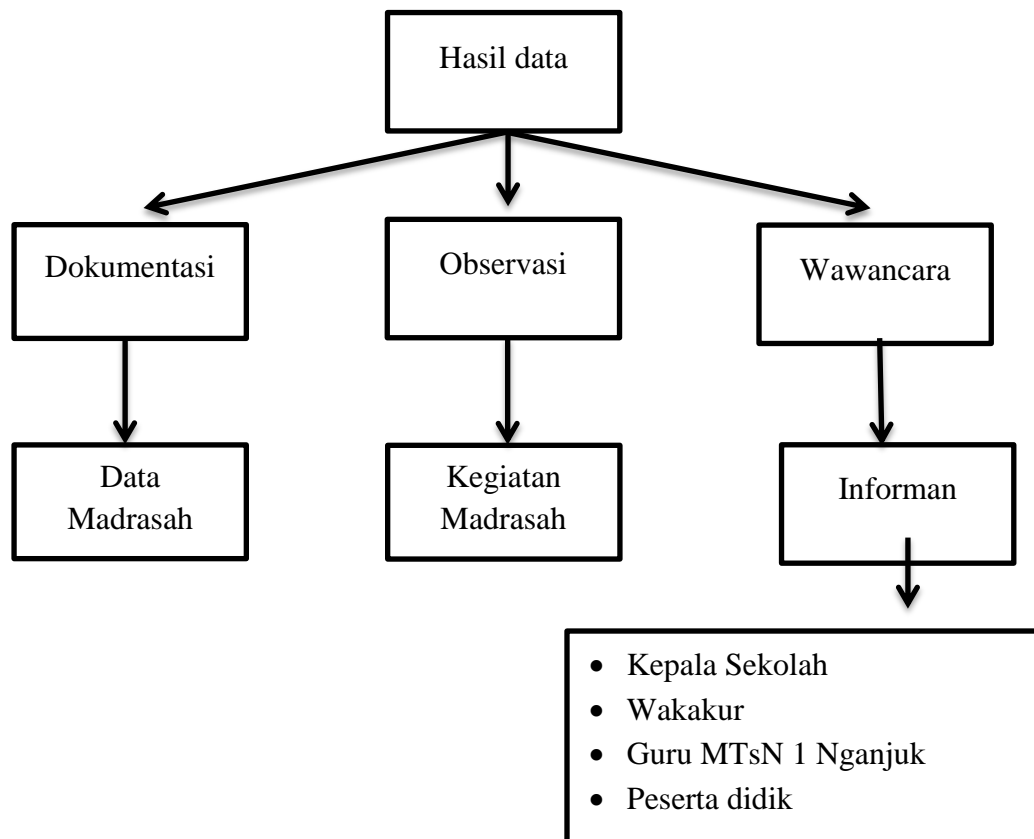 Hasil data
Dokumentasi
Observasi
Wawancara
Data
Madrasah
Kegiatan
Madrasah
Informan
• Kepala Sekolah
• Wakakur
• Guru MTsN 1 Nganjuk
• Peserta didik